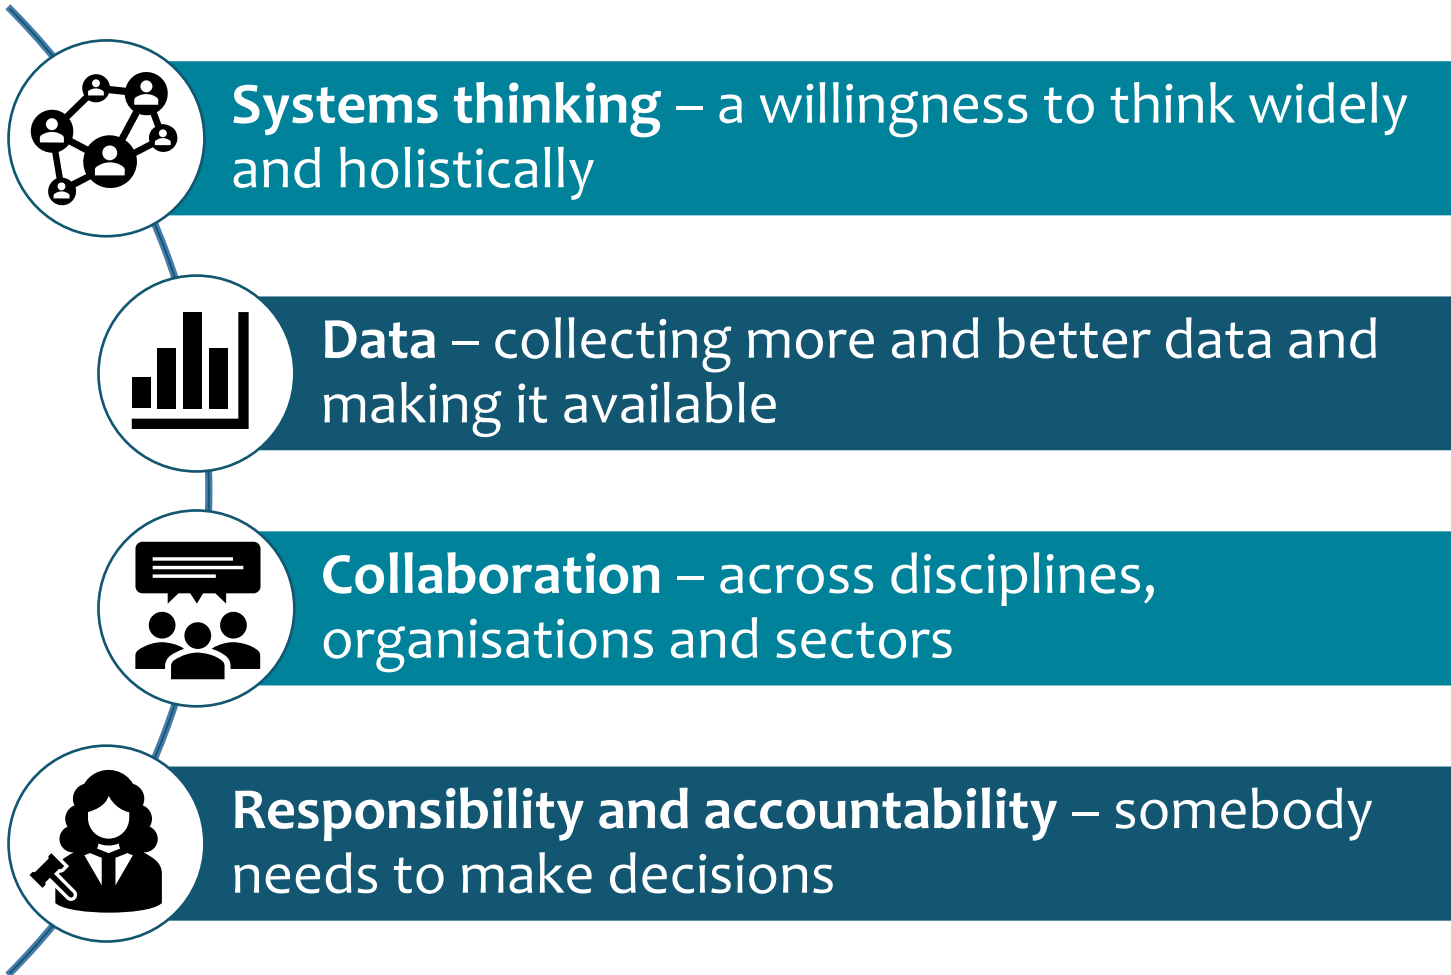 Systems thinking – a willingness to think widely
and holistically
Data – collecting more and better data and
making it available
Collaboration – across disciplines,
organisations and sectors
Responsibility and accountability – somebody
needs to make decisions